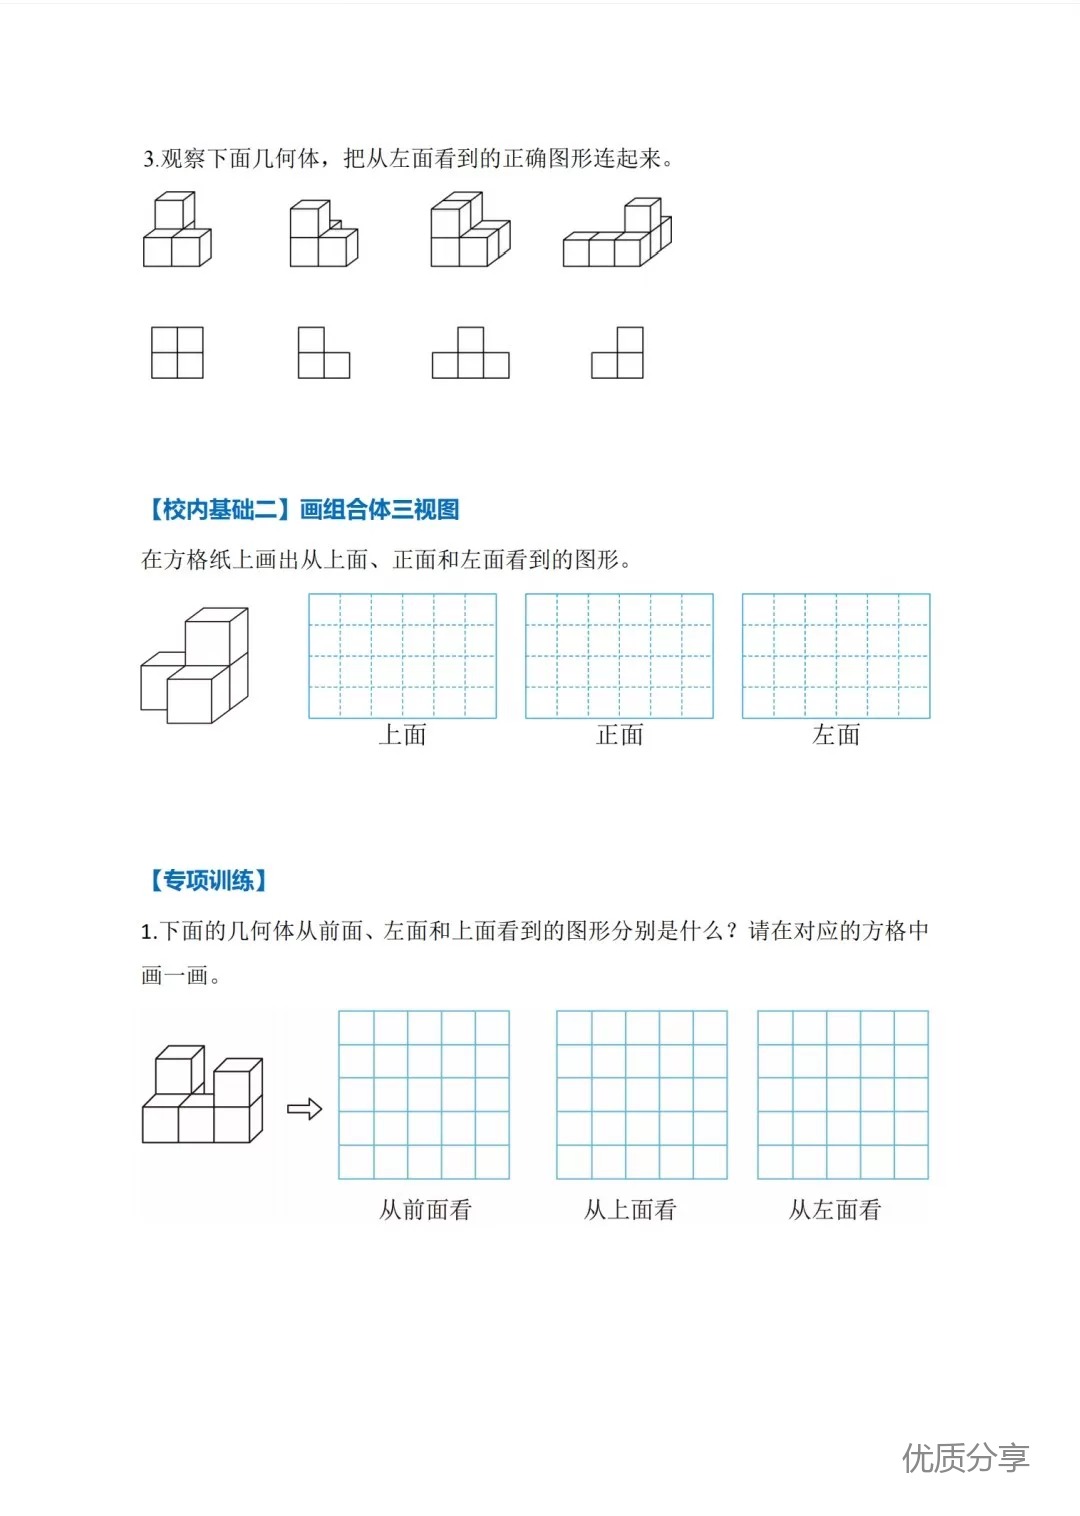 3.观察下面几何体，把从左面看到的正确图形连起来。
【校内基础二】画组合体三视图
在方格纸上画出从上面、正面和左面看到的图形。
上面 正面 左面
【专项训练】
1.下面的几何体从前面、左面和上面看到的图形分别是什么？请在对应的方格中
画一画。
从前面看 从上面看 从左面看
优质分享